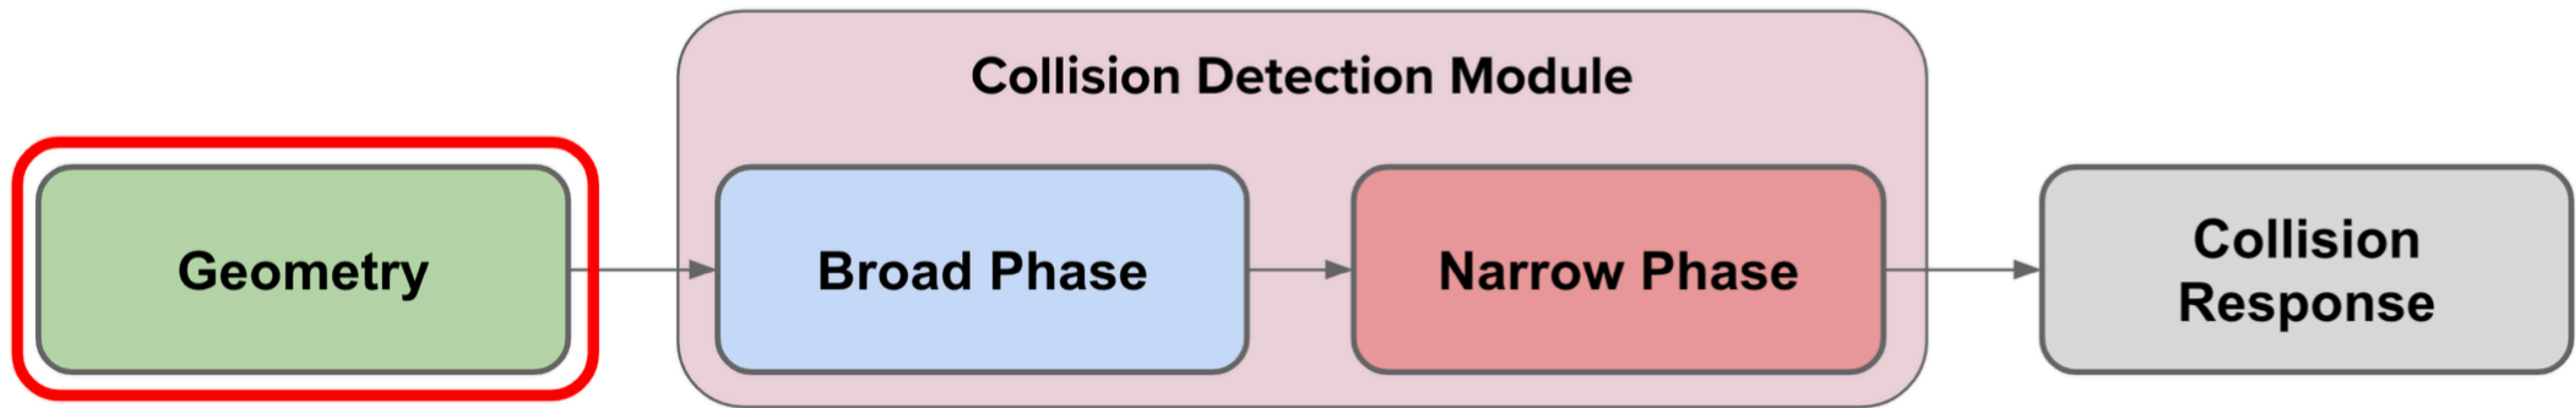 Collision Detection Module
Geometry
Broad Phase
Narrow Phase
Collision
Response